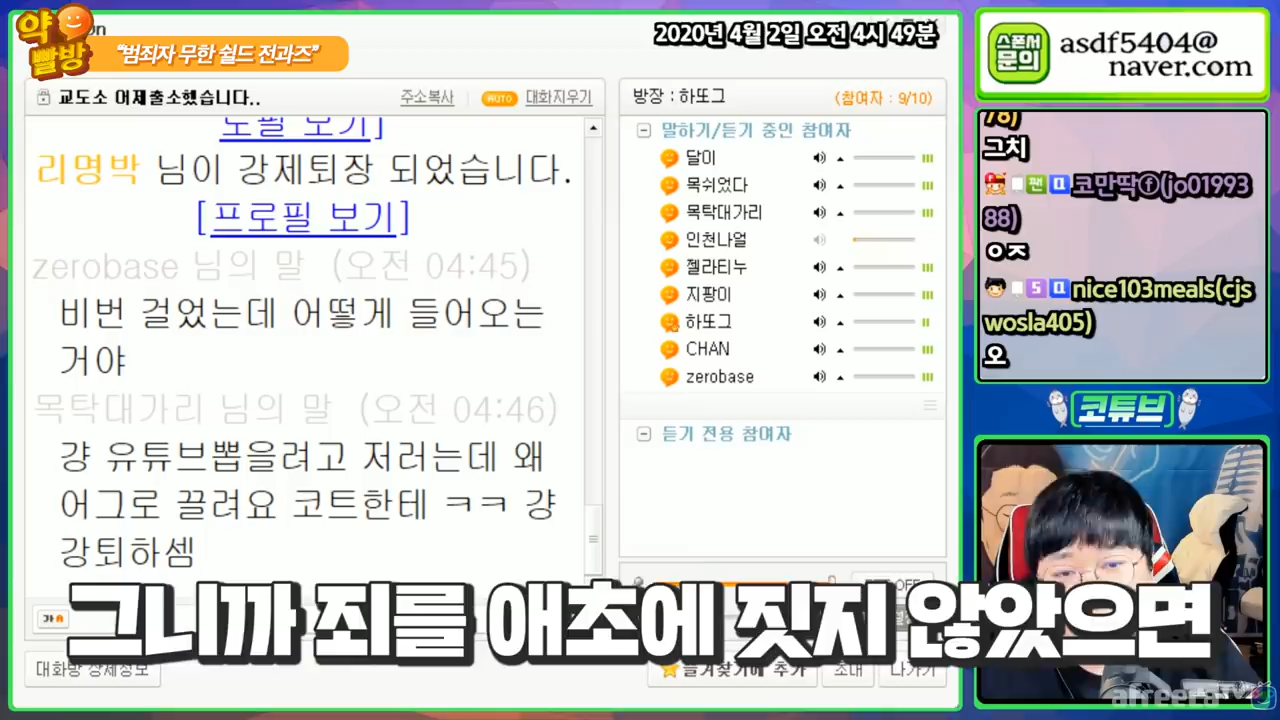 약빨방
“범죄자 무한 쉴드 전과즈”
2020년 4월 2일 오전 4시 49분
스폰서
문의
asdf5404@
naver.com
교도소 어제출소했습니다..
주소복사
AUTO
대화지우기
방장 : 하또그
(참여자 : 9/10)
리명박 님이 강제퇴장 되었습니다.
[프로필 보기]
zerobase 님의 말 (오전 04:45)
비번 걸었는데 어떻게 들어오는
거야
목탁대가리 님의 말 (오전 04:46)
걍 유튜브뽑을려고 저러는데 왜
어그로 끌려요 코트한테 ㅋㅋ 걍
강퇴하셈
말하기/듣기 중인 참여자
달이
목쉬었다
목탁대가리
인천나얼
젤라티누
지팡이
하또그
CHAN
zerobase
듣기 전용 참여자
78)
그치
팬
코만딱ⓕ(jo01993
88)
ㅇㅈ
5
nice103meals(cjs
wosla405)
오
코튜브
그니까 죄를 애초에 짓지 않았으면
가
대화방 상세정보
즐겨찾기에 추가
초대
나가기
afreecaTV